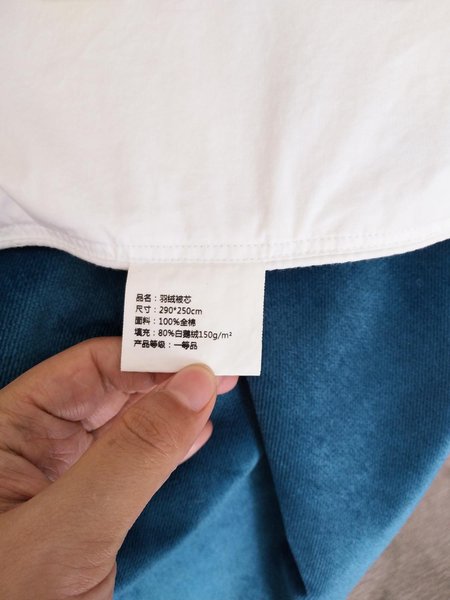 品名：羽绒被芯
尺寸：290*250cm
面料：100%全棉
填充：80%白鹅绒150g/m²
产品等级：一等品